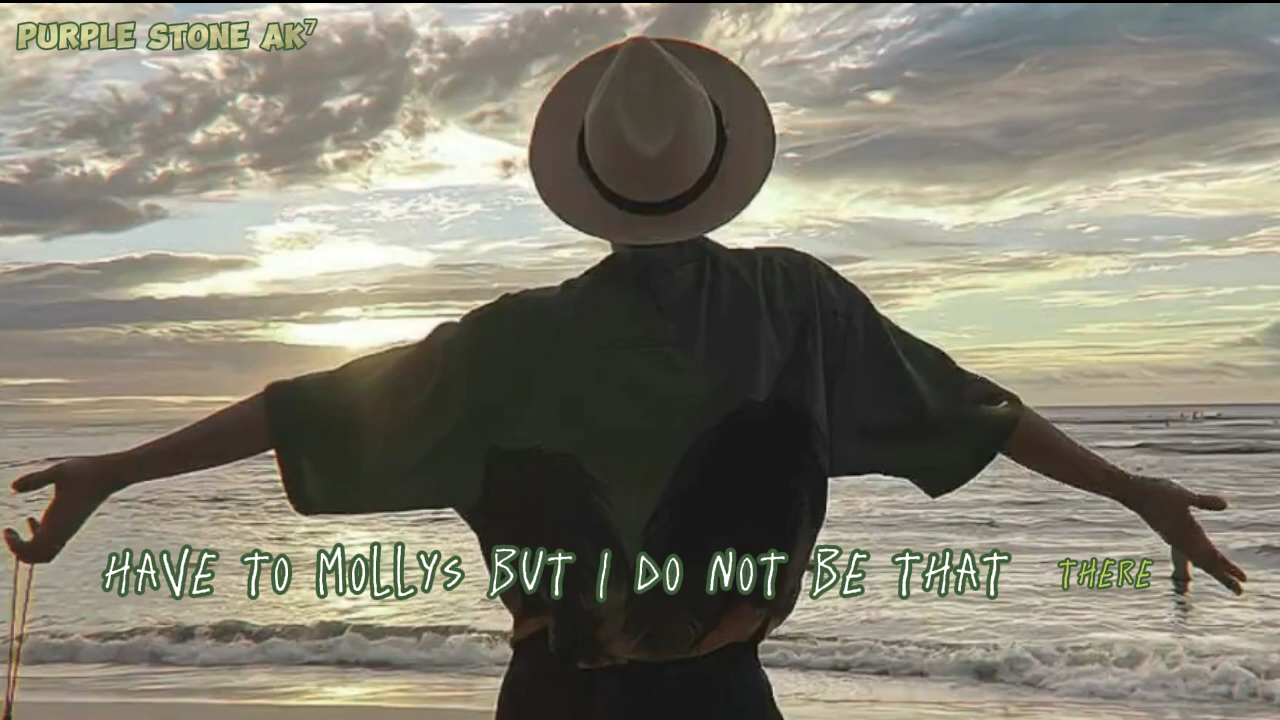 PURPLE STONE AK⁷
HAVE TO MOLLYS BUT I DO NOT BE THAT THERE